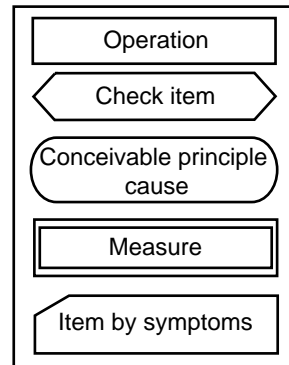 Operation
Check item
Conceivable principle
cause
Measure
Item by symptoms